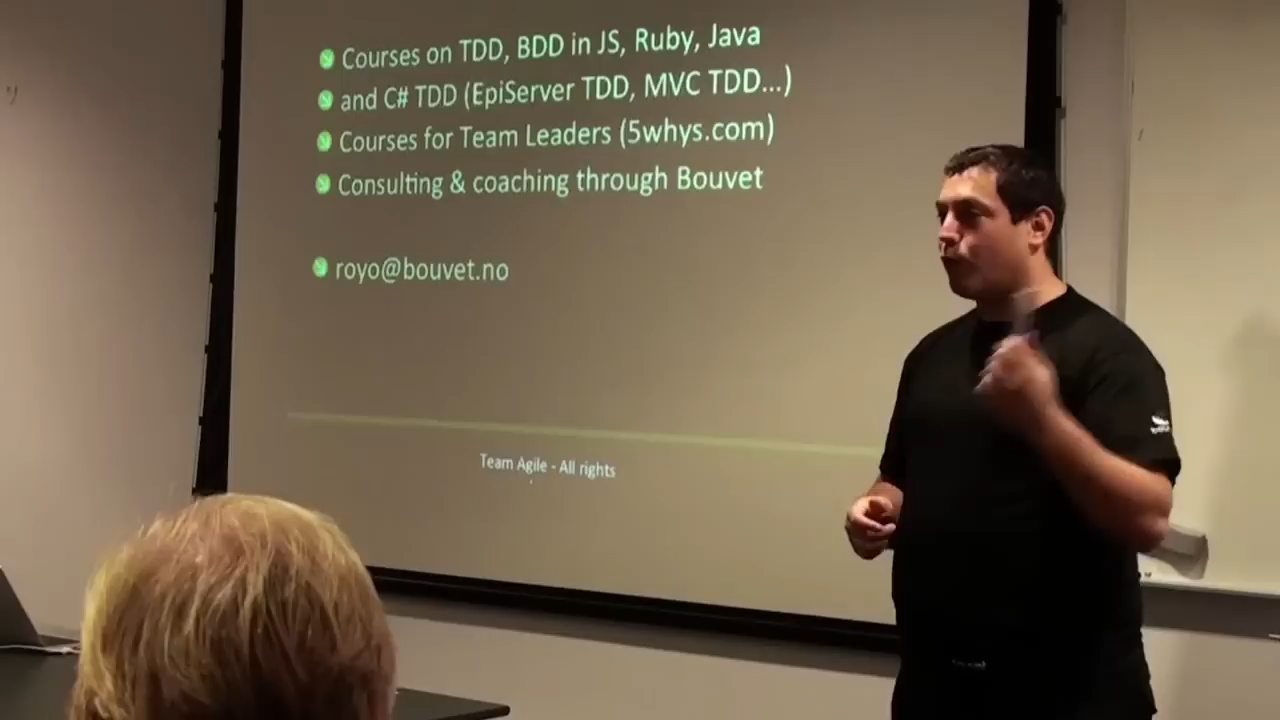 Courses on TDD, BDD in JS, Ruby, Java
and C# TDD (EpiServer TDD, MVC TDD...)
Courses for Team Leaders (5whys.com)
Consulting & coaching through Bouvet
royo@bouvet.no
Team Agile - All rights